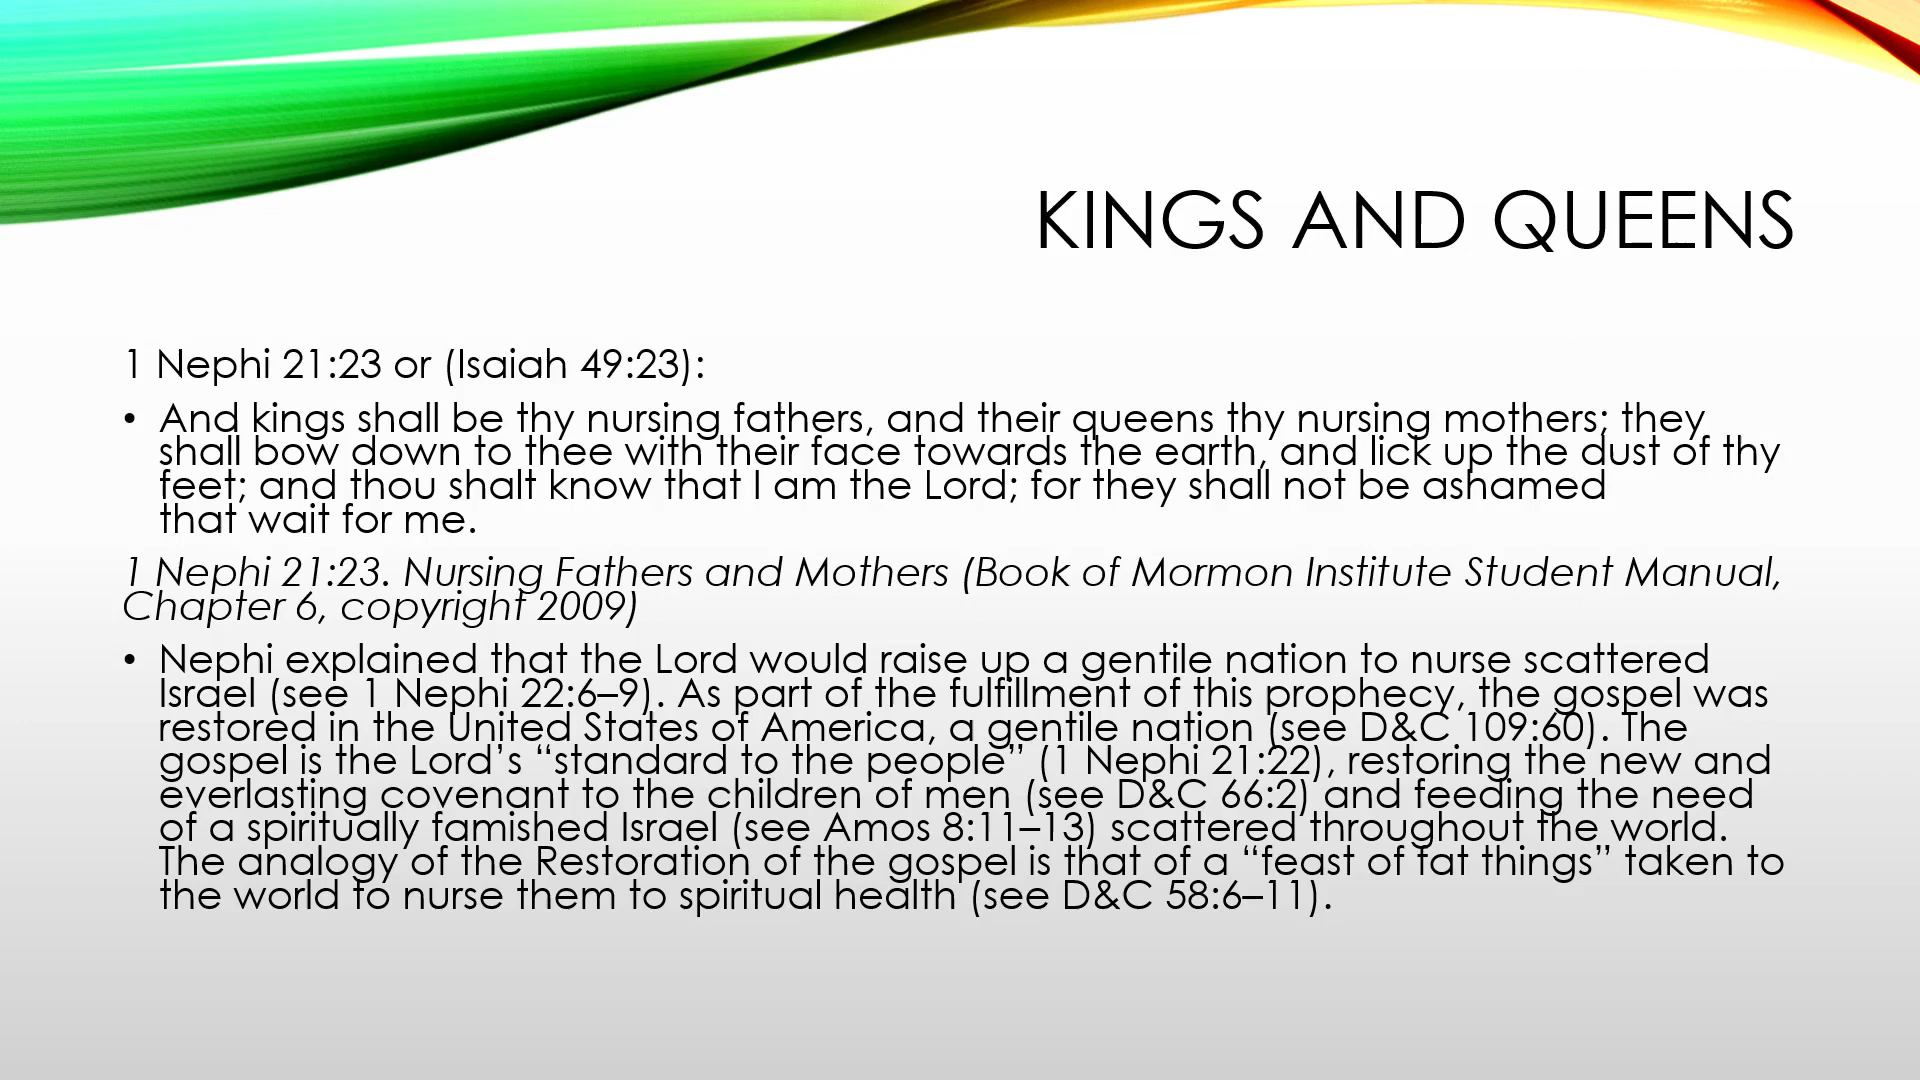 KINGS AND QUEENS
1 Nephi 21:23 or (Isaiah 49:23):
• And kings shall be thy nursing fathers, and their queens thy nursing mothers; they
shall bow down to thee with their face towards the earth, and lick up the dust of thy
feet; and thou shalt know that I am the Lord; for they shall not be ashamed
that wait for me.
1 Nephi 21:23. Nursing Fathers and Mothers (Book of Mormon Institute Student Manual,
Chapter 6, copyright 2009)
• Nephi explained that the Lord would raise up a gentile nation to nurse scattered
Israel (see 1 Nephi 22:6–9). As part of the fulfillment of this prophecy, the gospel was
restored in the United States of America, a gentile nation (see D&C 109:60). The
gospel is the Lord’s “standard to the people” (1 Nephi 21:22), restoring the new and
everlasting covenant to the children of men (see D&C 66:2) and feeding the need
of a spiritually famished Israel (see Amos 8:11–13) scattered throughout the world.
The analogy of the Restoration of the gospel is that of a “feast of fat things” taken to
the world to nurse them to spiritual health (see D&C 58:6–11).